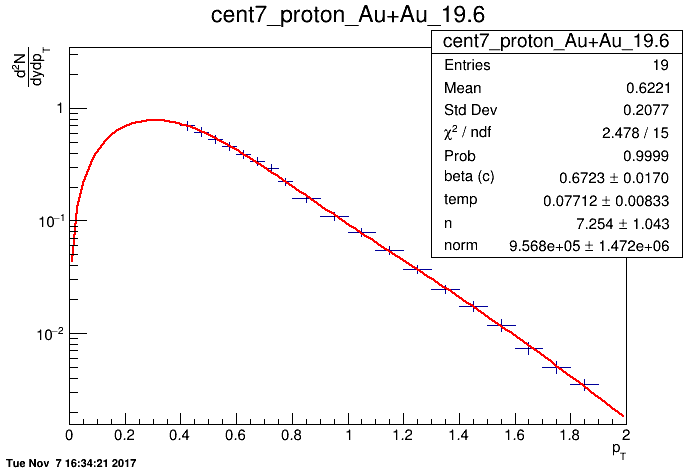 cent7_proton_Au+Au_19.6
cent7_proton_Au+Au_19.6
Entries 19
Mean 0.6221
Std Dev 0.2077
χ² / ndf 2.478 / 15
Prob 0.9999
beta (c) 0.6723 ± 0.0170
temp 0.07712 ± 0.00833
n 7.254 ± 1.043
norm 9.568e+05 ± 1.472e+06
d²N
dydp_T
1
10⁻¹
10⁻²
0 0.2 0.4 0.6 0.8 1 1.2 1.4 1.6 1.8 2
p_T
Tue Nov 7 16:34:21 2017